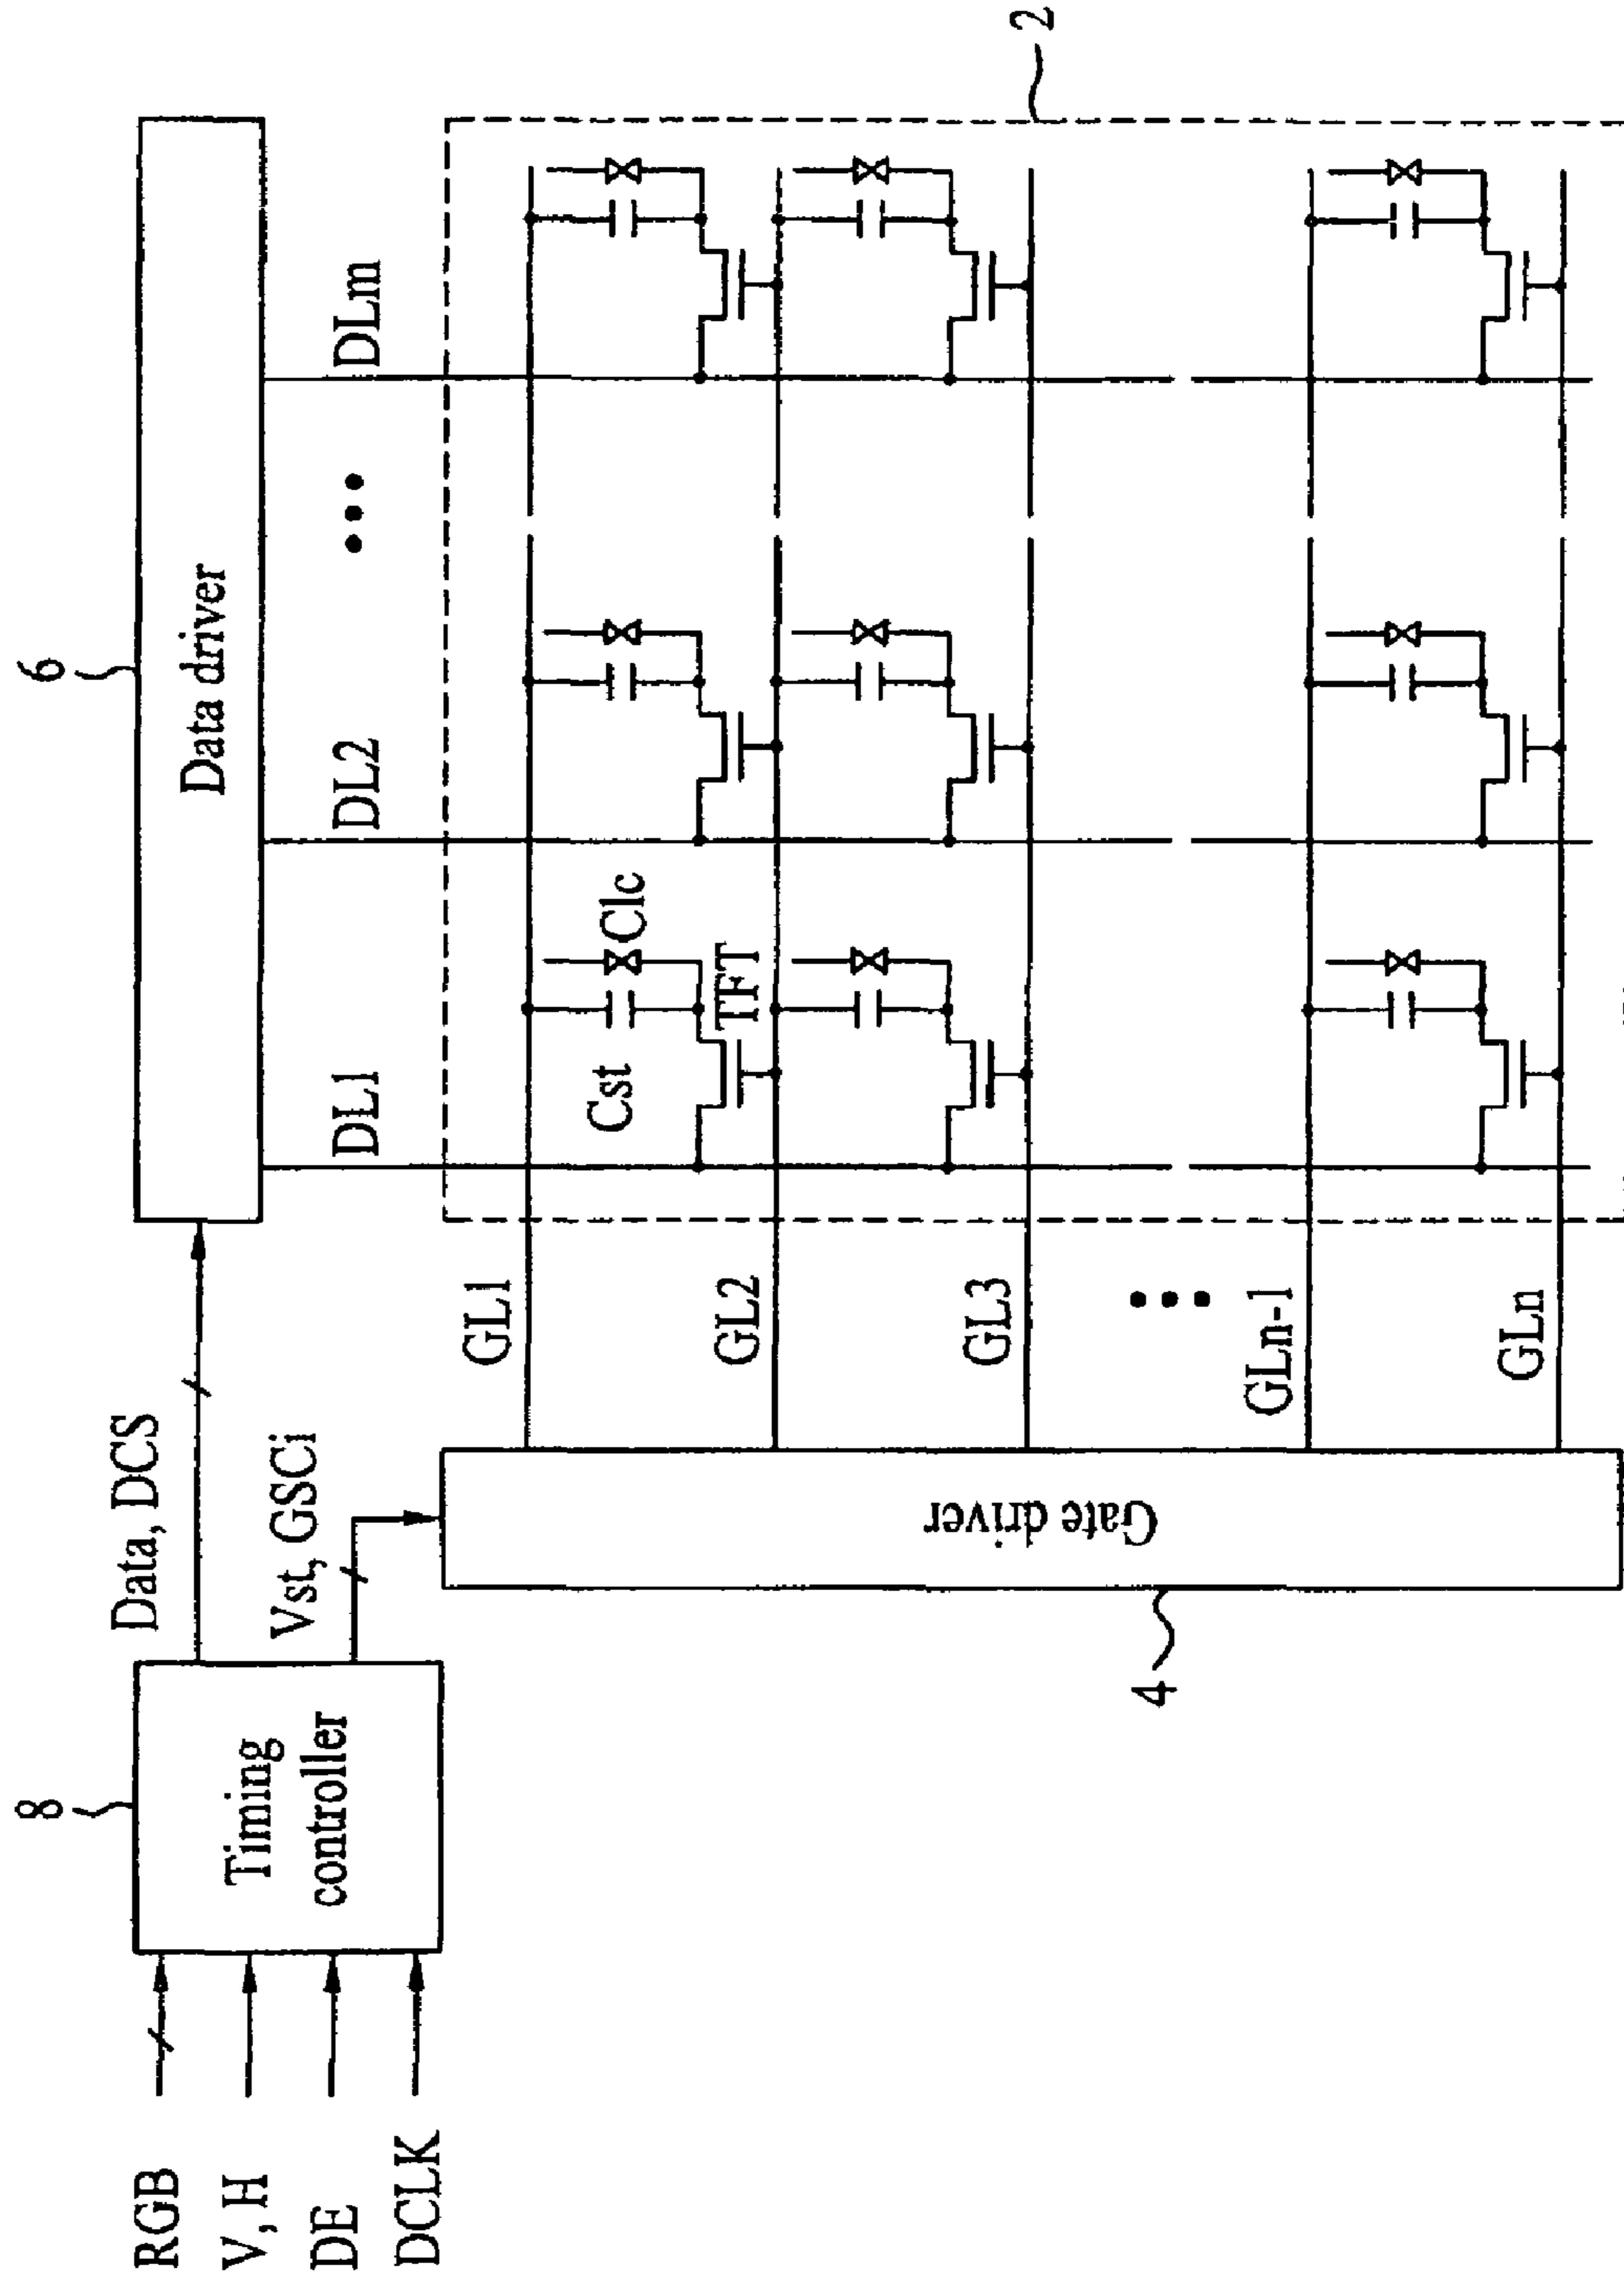 8
6
RGB
V, H
DE
DCLK
Timing
controller
Data, DCS
Vst, GSCi
Data driver
DL1
DL2
•••
DLm
GL1
GL2
GL3
•••
GLn-1
GLn
Cst
Clc
TFT
Gate driver
4
2